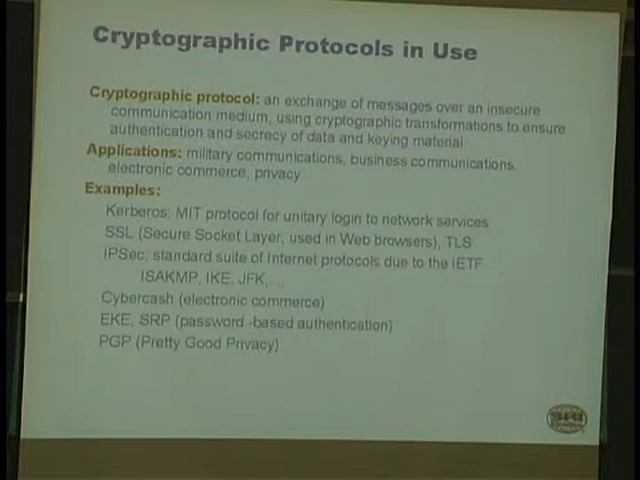 Cryptographic Protocols in Use
Cryptographic protocol: an exchange of messages over an insecure
communication medium, using cryptographic transformations to ensure
authentication and secrecy of data and keying material
Applications: military communications, business communications,
electronic commerce, privacy
Examples:
Kerberos: MIT protocol for unitary login to network services
SSL (Secure Socket Layer, used in Web browsers), TLS
IPSec: standard suite of Internet protocols due to the IETF
ISAKMP, IKE, JFK, ...
Cybercash (electronic commerce)
EKE, SRP (password -based authentication)
PGP (Pretty Good Privacy)
SRI